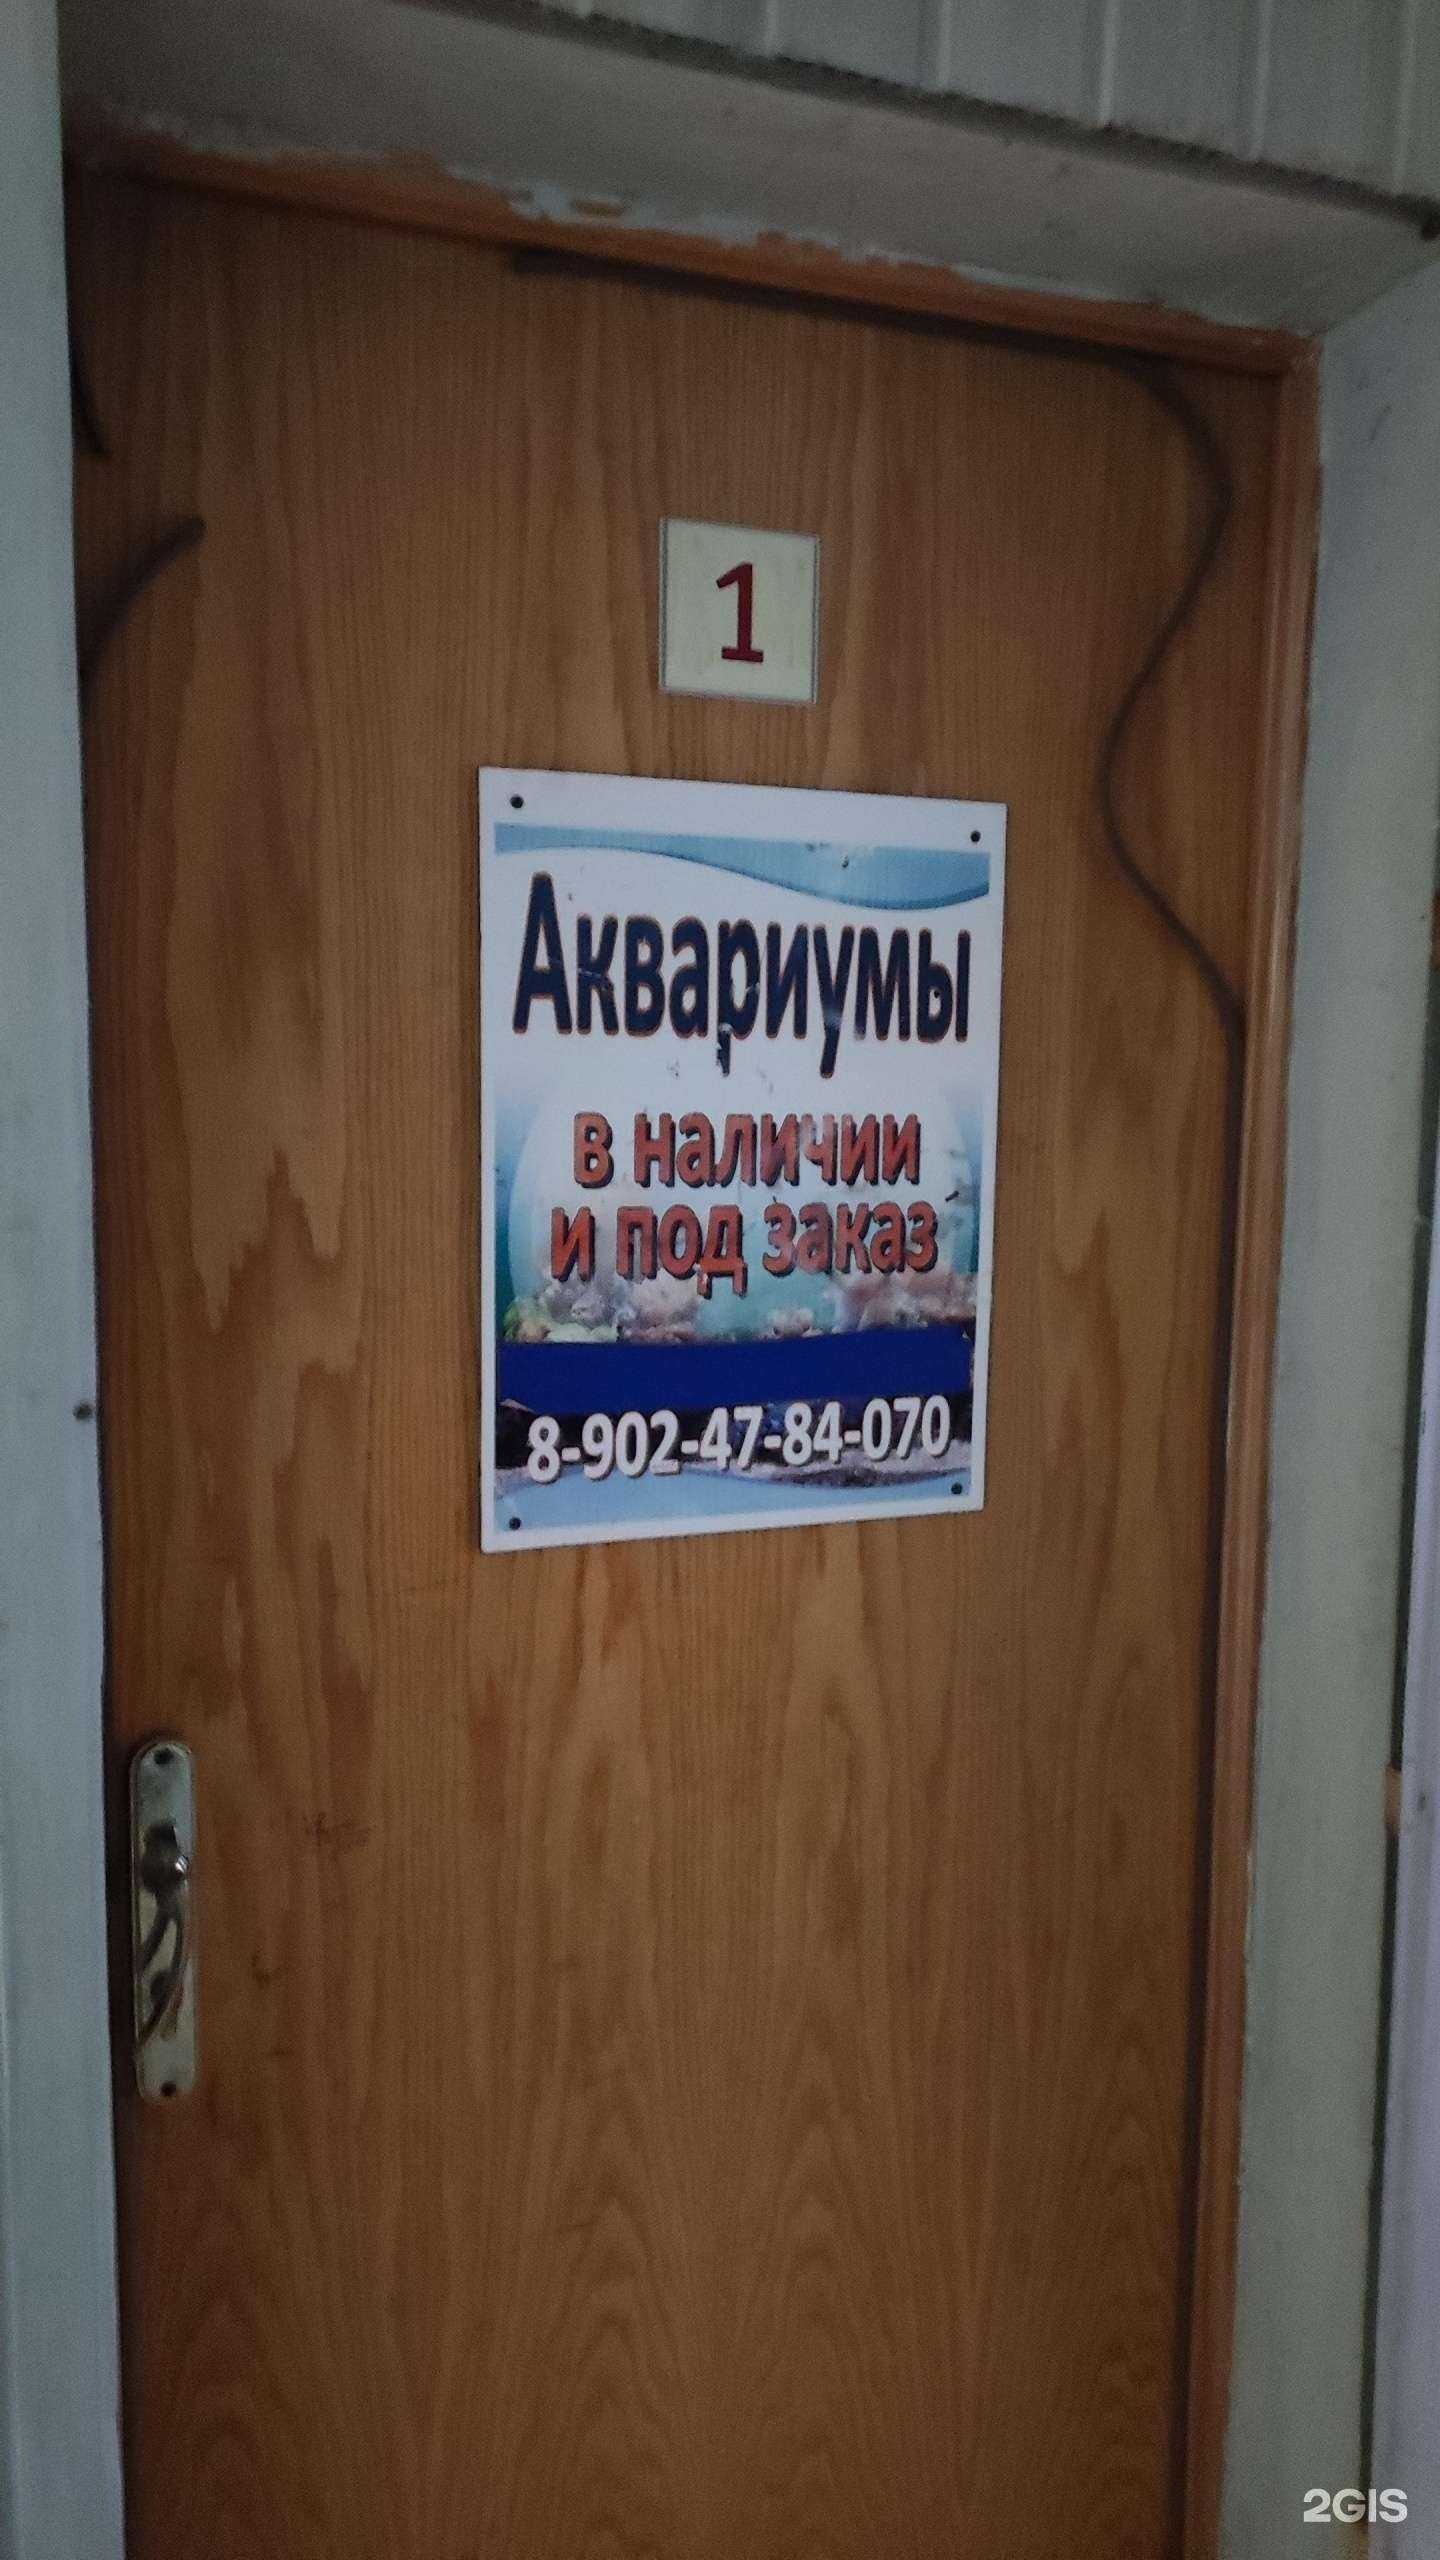 1
Аквариумы
в наличии
и под заказ
8-902-47-84-070
2GIS